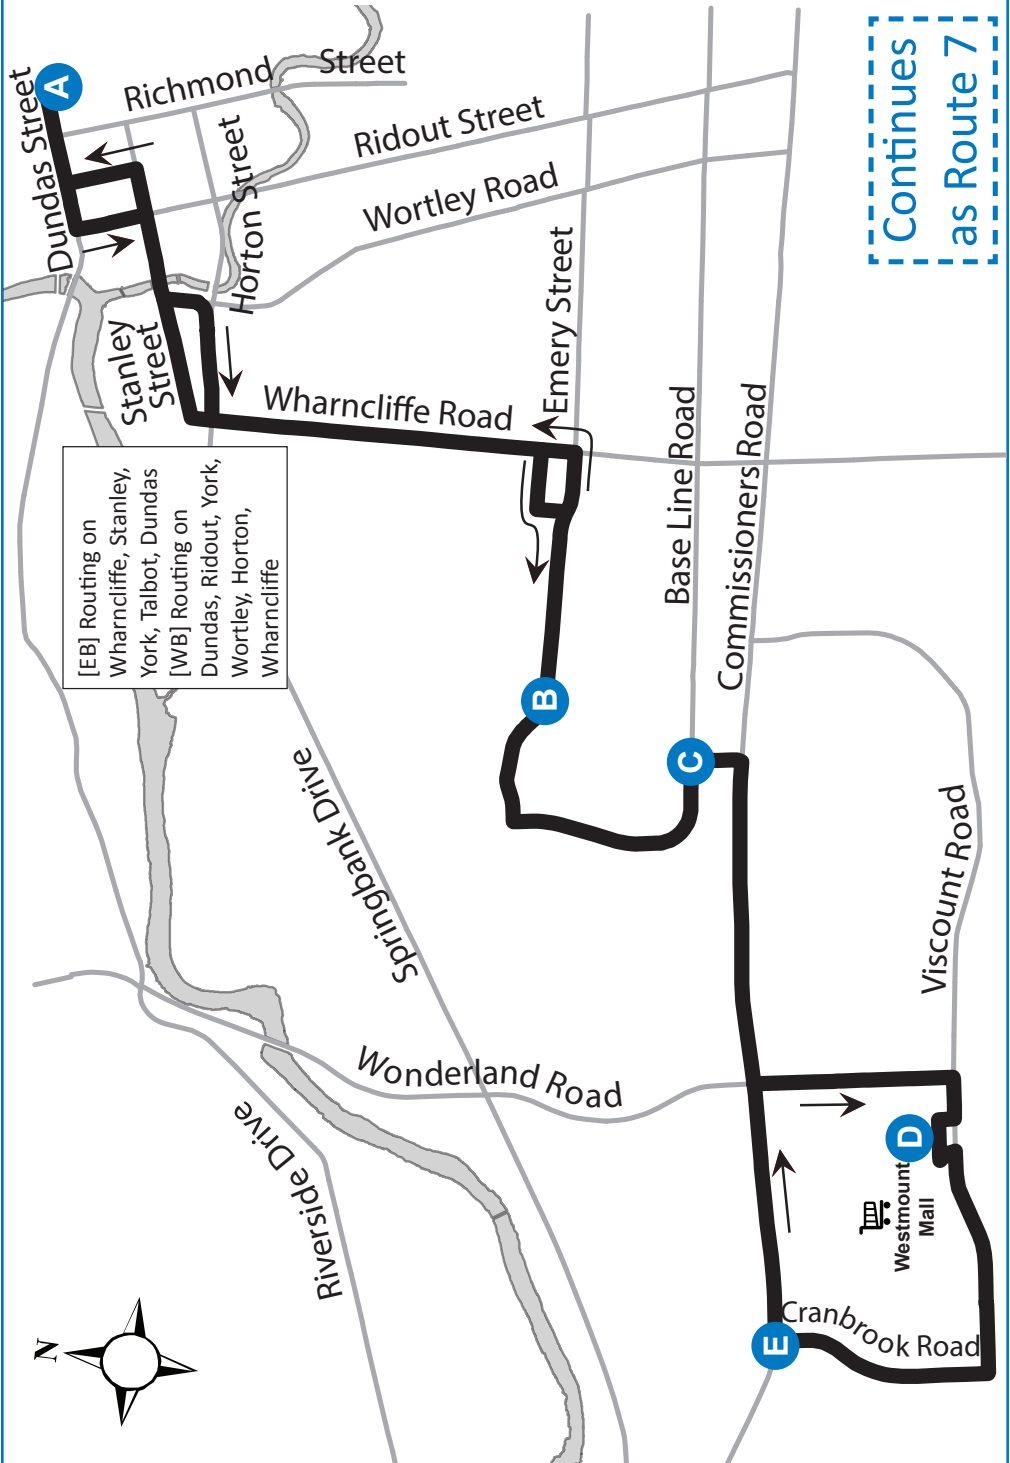 Dundas Street
A
Richmond
Street
Ridout Street
Wortley Road
Horton Street
Stanley
Street
Wharncliffe Road
Emery Street
Base Line Road
Commissioners Road
Continues
as Route 7
[EB] Routing on
Wharncliffe, Stanley,
York, Talbot, Dundas
[WB] Routing on
Dundas, Ridout, York,
Wortley, Horton,
Wharncliffe
B
C
Springbank Drive
Viscount Road
Wonderland Road
Riverside Drive
D
Westmount
Mall
Cranbrook Road
E
N